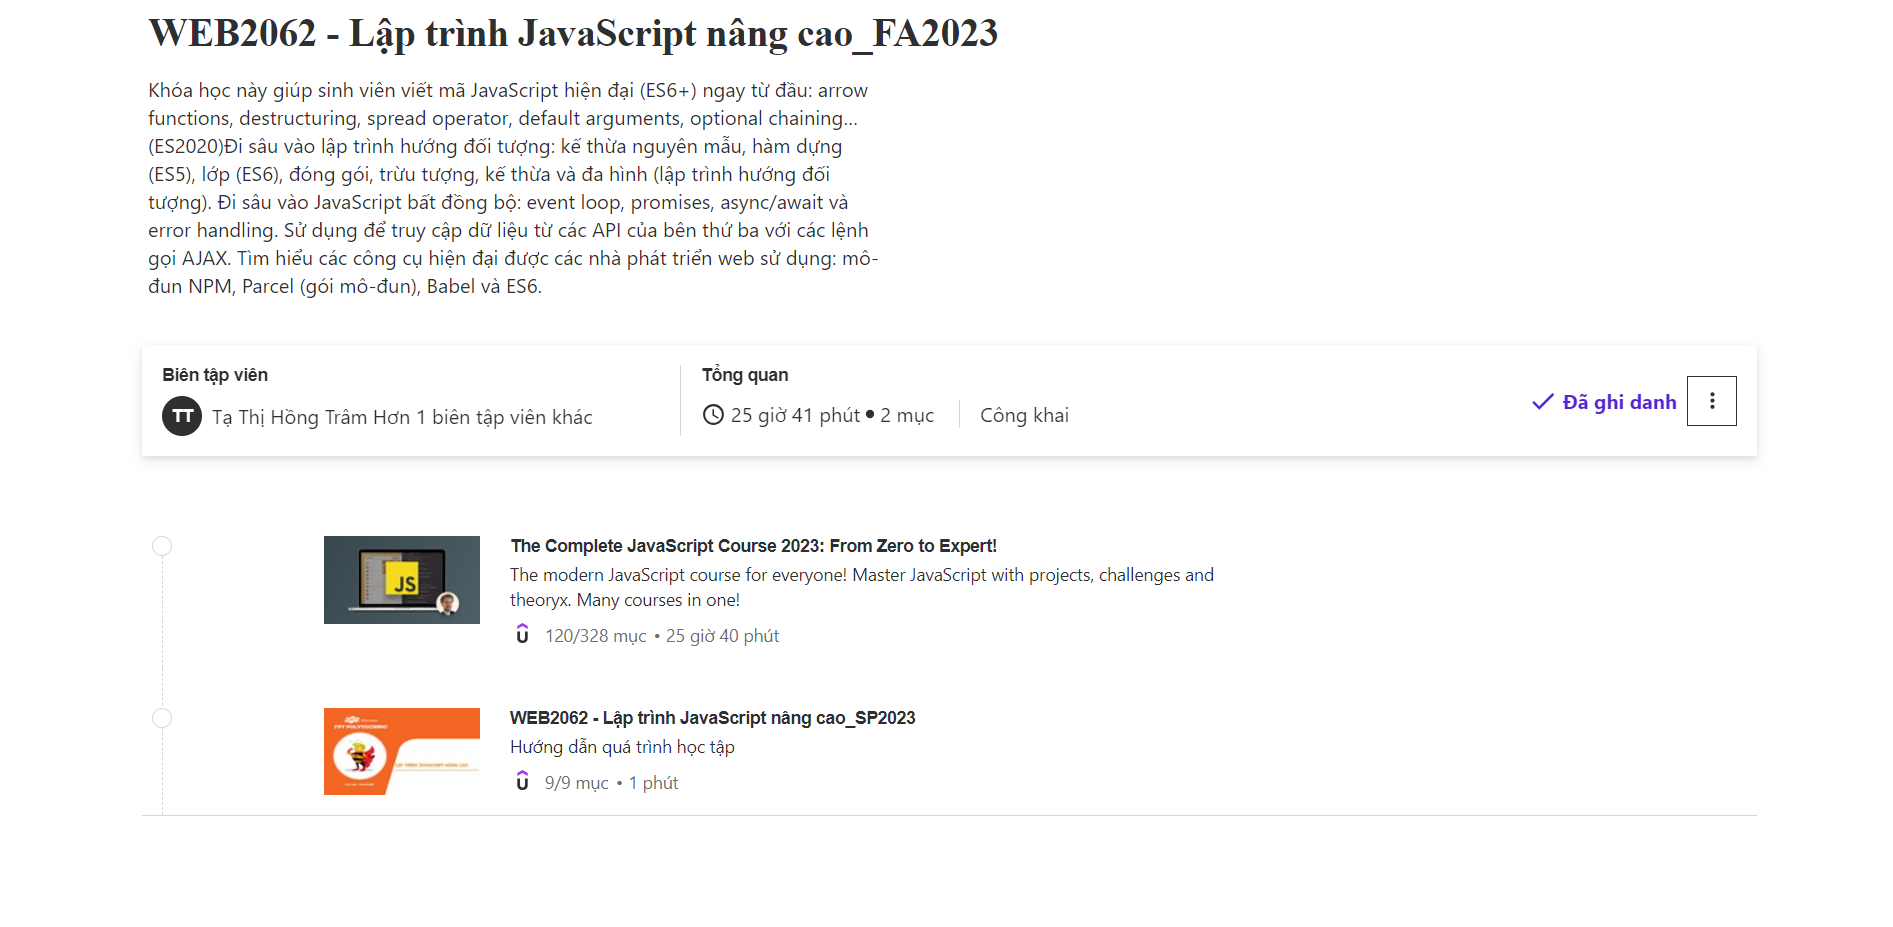 WEB2062 - Lập trình JavaScript nâng cao_FA2023
Khóa học này giúp sinh viên viết mã JavaScript hiện đại (ES6+) ngay từ đầu: arrow
functions, destructuring, spread operator, default arguments, optional chaining...
(ES2020)Đi sâu vào lập trình hướng đối tượng: kế thừa nguyên mẫu, hàm dựng
(ES5), lớp (ES6), đóng gói, trừu tượng, kế thừa và đa hình (lập trình hướng đối
tượng). Đi sâu vào JavaScript bất đồng bộ: event loop, promises, async/await và
error handling. Sử dụng để truy cập dữ liệu từ các API của bên thứ ba với các lệnh
gọi AJAX. Tìm hiểu các công cụ hiện đại được các nhà phát triển web sử dụng: mô-
đun NPM, Parcel (gói mô-đun), Babel và ES6.
Biên tập viên
TT Tạ Thị Hồng Trâm Hơn 1 biên tập viên khác
Tổng quan
25 giờ 41 phút • 2 mục
Công khai
Đã ghi danh
JS
The Complete JavaScript Course 2023: From Zero to Expert!
The modern JavaScript course for everyone! Master JavaScript with projects, challenges and
theoryx. Many courses in one!
120/328 mục • 25 giờ 40 phút
FPT POLYTECHNIC
LẬP TRÌNH JAVASCRIPT NÂNG CAO
WEB2062 - Lập trình JavaScript nâng cao_SP2023
Hướng dẫn quá trình học tập
9/9 mục • 1 phút